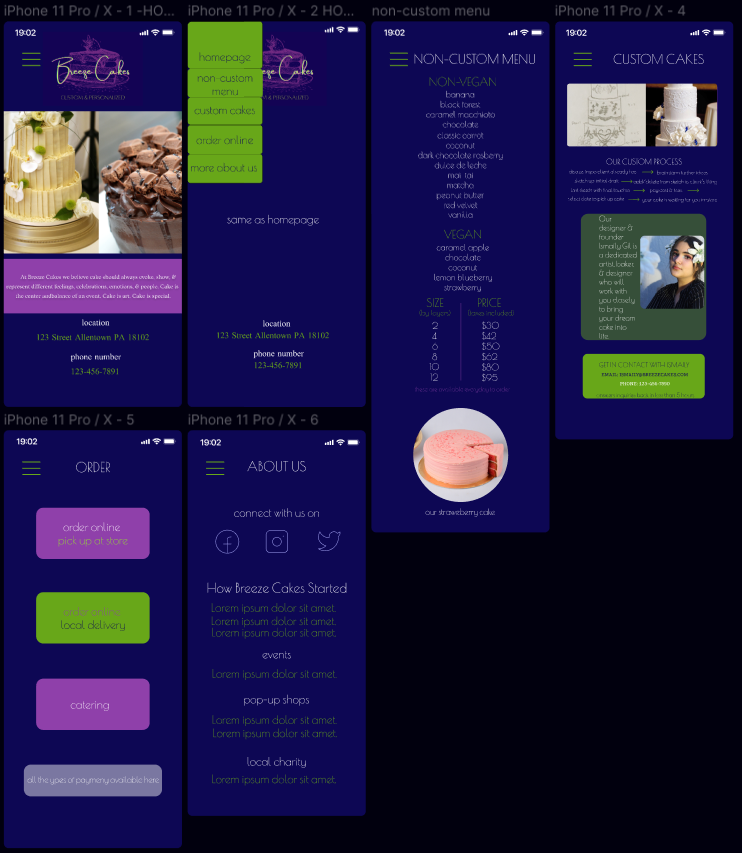 iPhone 11 Pro / X - 1 -HO...
19:02
Breeze Cakes
CUSTOM & PERSONALIZED
At Breeze Cakes we believe cake should always evoke, show, &
represent different feelings, celebrations, emotions, & people. Cake is
the center
of an event. Cake is art. Cake is special.
location
123 Street Allentown PA 18102
phone number
123-456-7891
iPhone 11 Pro / X - 2 HO...
19:02
homepage
non-custom
menu
custom cakes
order online
more about us
same as homepage
location
123 Street Allentown PA 18102
phone number
123-456-7891
non-custom menu
19:02
NON-CUSTOM MENU
NON-VEGAN
banana
black forest
caramel macchiato
chocolate
classic carrot
coconut
dark chocolate rasberry
dulce de leche
mai tai
matcha
peanut butter
red velvet
vanilla
VEGAN
caramel apple
chocolate
coconut
lemon blueberry
strawberry
SIZE PRICE
(by layers) (taxes included)
2 $30
4 $42
6 $50
8 $62
10 $80
12 $95
these are available everyday to order
our straweberry cake
iPhone 11 Pro / X - 4
19:02
CUSTOM CAKES
OUR CUSTOM PROCESS
Our
designer &
founder
Ismaily Gil is
a dedicated
artist, baker,
& designer
who will
work with
you closely
to bring
your dream
cake into
life.
GET IN CONTACT WITH ISMAILY
EMAIL: ISMAILY@BREEZECAKES.COM
PHONE: 123-456-7890
iPhone 11 Pro / X - 5
19:02
ORDER
order online
pick up at store
order online
local delivery
catering
all the types of paymeny available here
iPhone 11 Pro / X - 6
19:02
ABOUT US
connect with us on
How Breeze Cakes Started
Lorem ipsum dolor sit amet,
Lorem ipsum dolor sit amet,
Lorem ipsum dolor sit amet,
events
Lorem ipsum dolor sit amet,
pop-up shops
Lorem ipsum dolor sit amet,
Lorem ipsum dolor sit amet,
local charity
Lorem ipsum dolor sit amet,